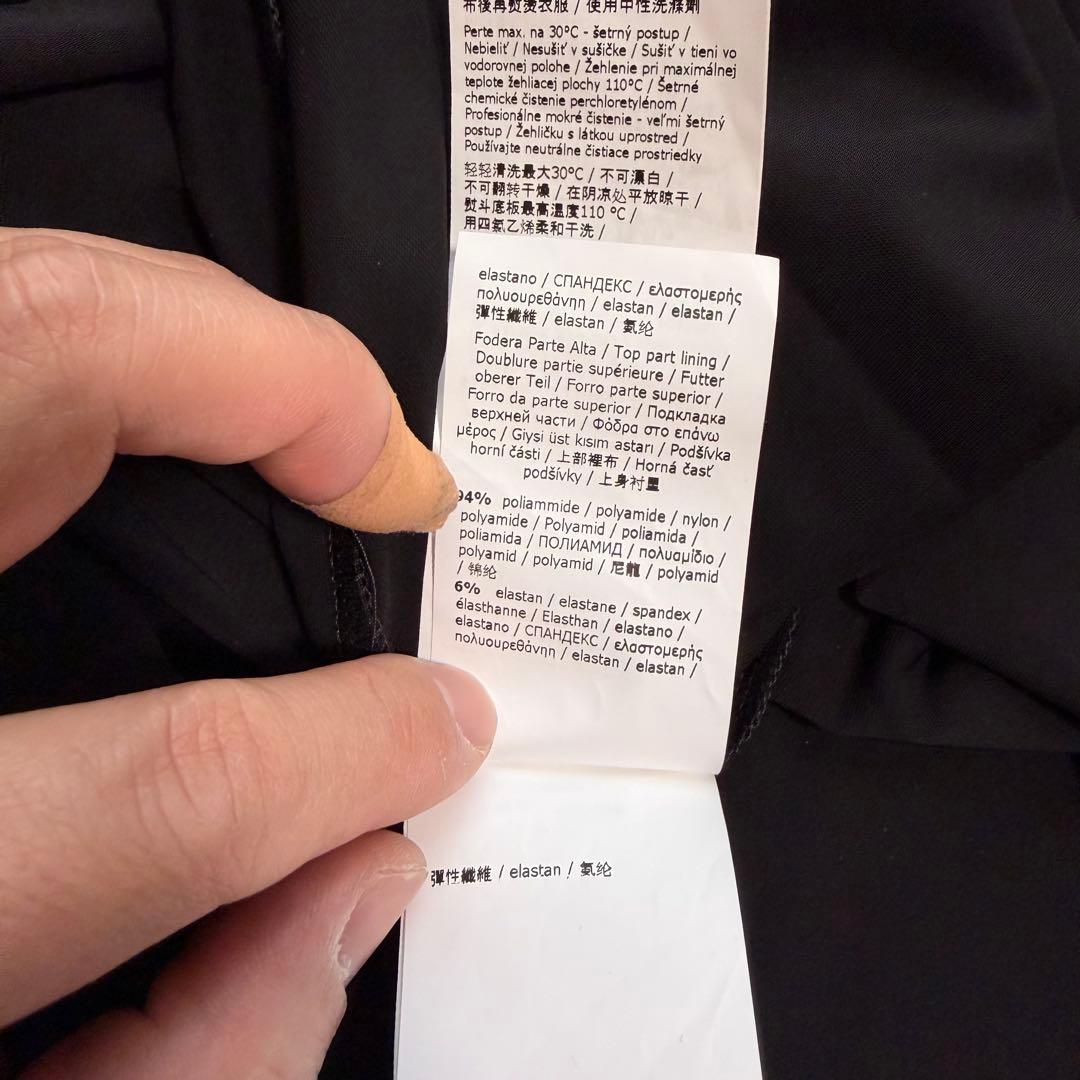 布後再熨燙衣服 / 使用中性洗滌劑
Perte max. na 30°C - šetrný postup /
Nebieliť / Nesušiť v sušičke / Sušiť v tieni vo
vodorovnej polohe / Žehlenie pri maximálnej
teplote žehliacej plochy 110°C / Šetrné
chemické čistenie perchloretylénom /
Profesionálne mokré čistenie - veľmi šetrný
postup / Žehličku s látkou uprostred /
Používajte neutrálne čistiace prostriedky
轻轻清洗最大30°C / 不可漂白 /
不可翻转干燥 / 在阴凉处平放晾干 /
熨斗底板最高温度110 °C /
用四氯乙烯柔和干洗 /
elastano / СПАНДЕКС / ελαστομερής
πολυουρεθάνηη / elastan / elastan /
彈性纖維 / elastan / 氨纶
Fodera Parte Alta / Top part lining /
Doublure partie supérieure / Futter
oberer Teil / Forro parte superior /
Forro da parte superior / Подкладка
верхней части / Φόδρα στο επάνω
μέρος / Giysi üst kısım astarı / Podšívka
horní části / 上部裡布 / Horná časť
podšívky / 上身衬里
94% poliammide / polyamide / nylon /
polyamide / Polyamid / poliamida /
poliamida / ПОЛИАМИД / πολυαμίδιο /
polyamid / polyamid / 尼龍 / polyamid
/ 锦纶
6% elastan / elastane / spandex /
élasthanne / Elasthan / elastano /
elastano / СПАНДЕКС / ελαστομερής
πολυουρεθάνηη / elastan / elastan /
彈性纖維 / elastan / 氨纶